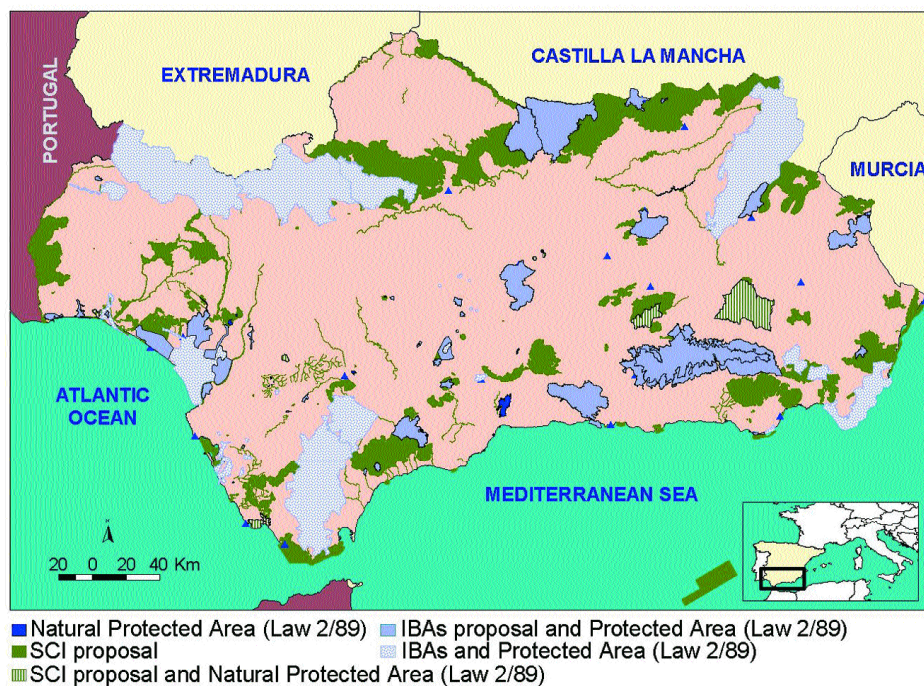 EXTREMADURA
CASTILLA LA MANCHA
PORTUGAL
MURCIA
ATLANTIC
OCEAN
MEDITERRANEAN SEA
N
20 0 20 40 Km
Natural Protected Area (Law 2/89)
IBAs proposal and Protected Area (Law 2/89)
SCI proposal
IBAs and Protected Area (Law 2/89)
SCI proposal and Natural Protected Area (Law 2/89)